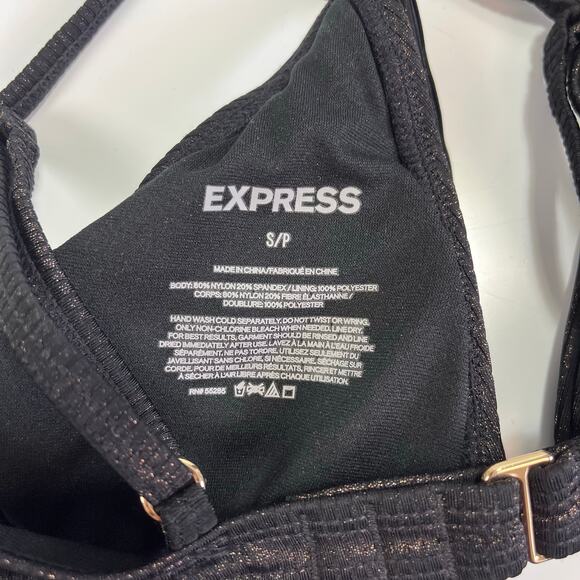 EXPRESS
S/P
MADE IN CHINA/FABRIQUÉ EN CHINE
BODY: 80% NYLON 20% SPANDEX / LINING: 100% POLYESTER
CORPS: 80% NYLON 20% FIBRE ÉLASTHANNE /
DOUBLURE: 100% POLYESTER
HAND WASH COLD SEPARATELY. DO NOT TWIST OR WRING.
ONLY NON-CHLORINE BLEACH WHEN NEEDED. LINE DRY.
FOR BEST RESULTS, GARMENT SHOULD BE RINSED AND LINE
DRIED IMMEDIATELY AFTER USE. LAVEZ À LA MAIN À L'EAU FROIDE
SÉPARÉMENT. NE PAS TORDRE. UTILISEZ SEULEMENT DU
JAVELLISANT SANS CHLORE, SI NÉCESSAIRE. SÉCHAGE SUR
CORDE. POUR DE MEILLEURS RÉSULTATS, RINCER ET METTRE
À SÉCHER À L'AIR LIBRE APRÈS CHAQUE UTILISATION.
RN# 55285